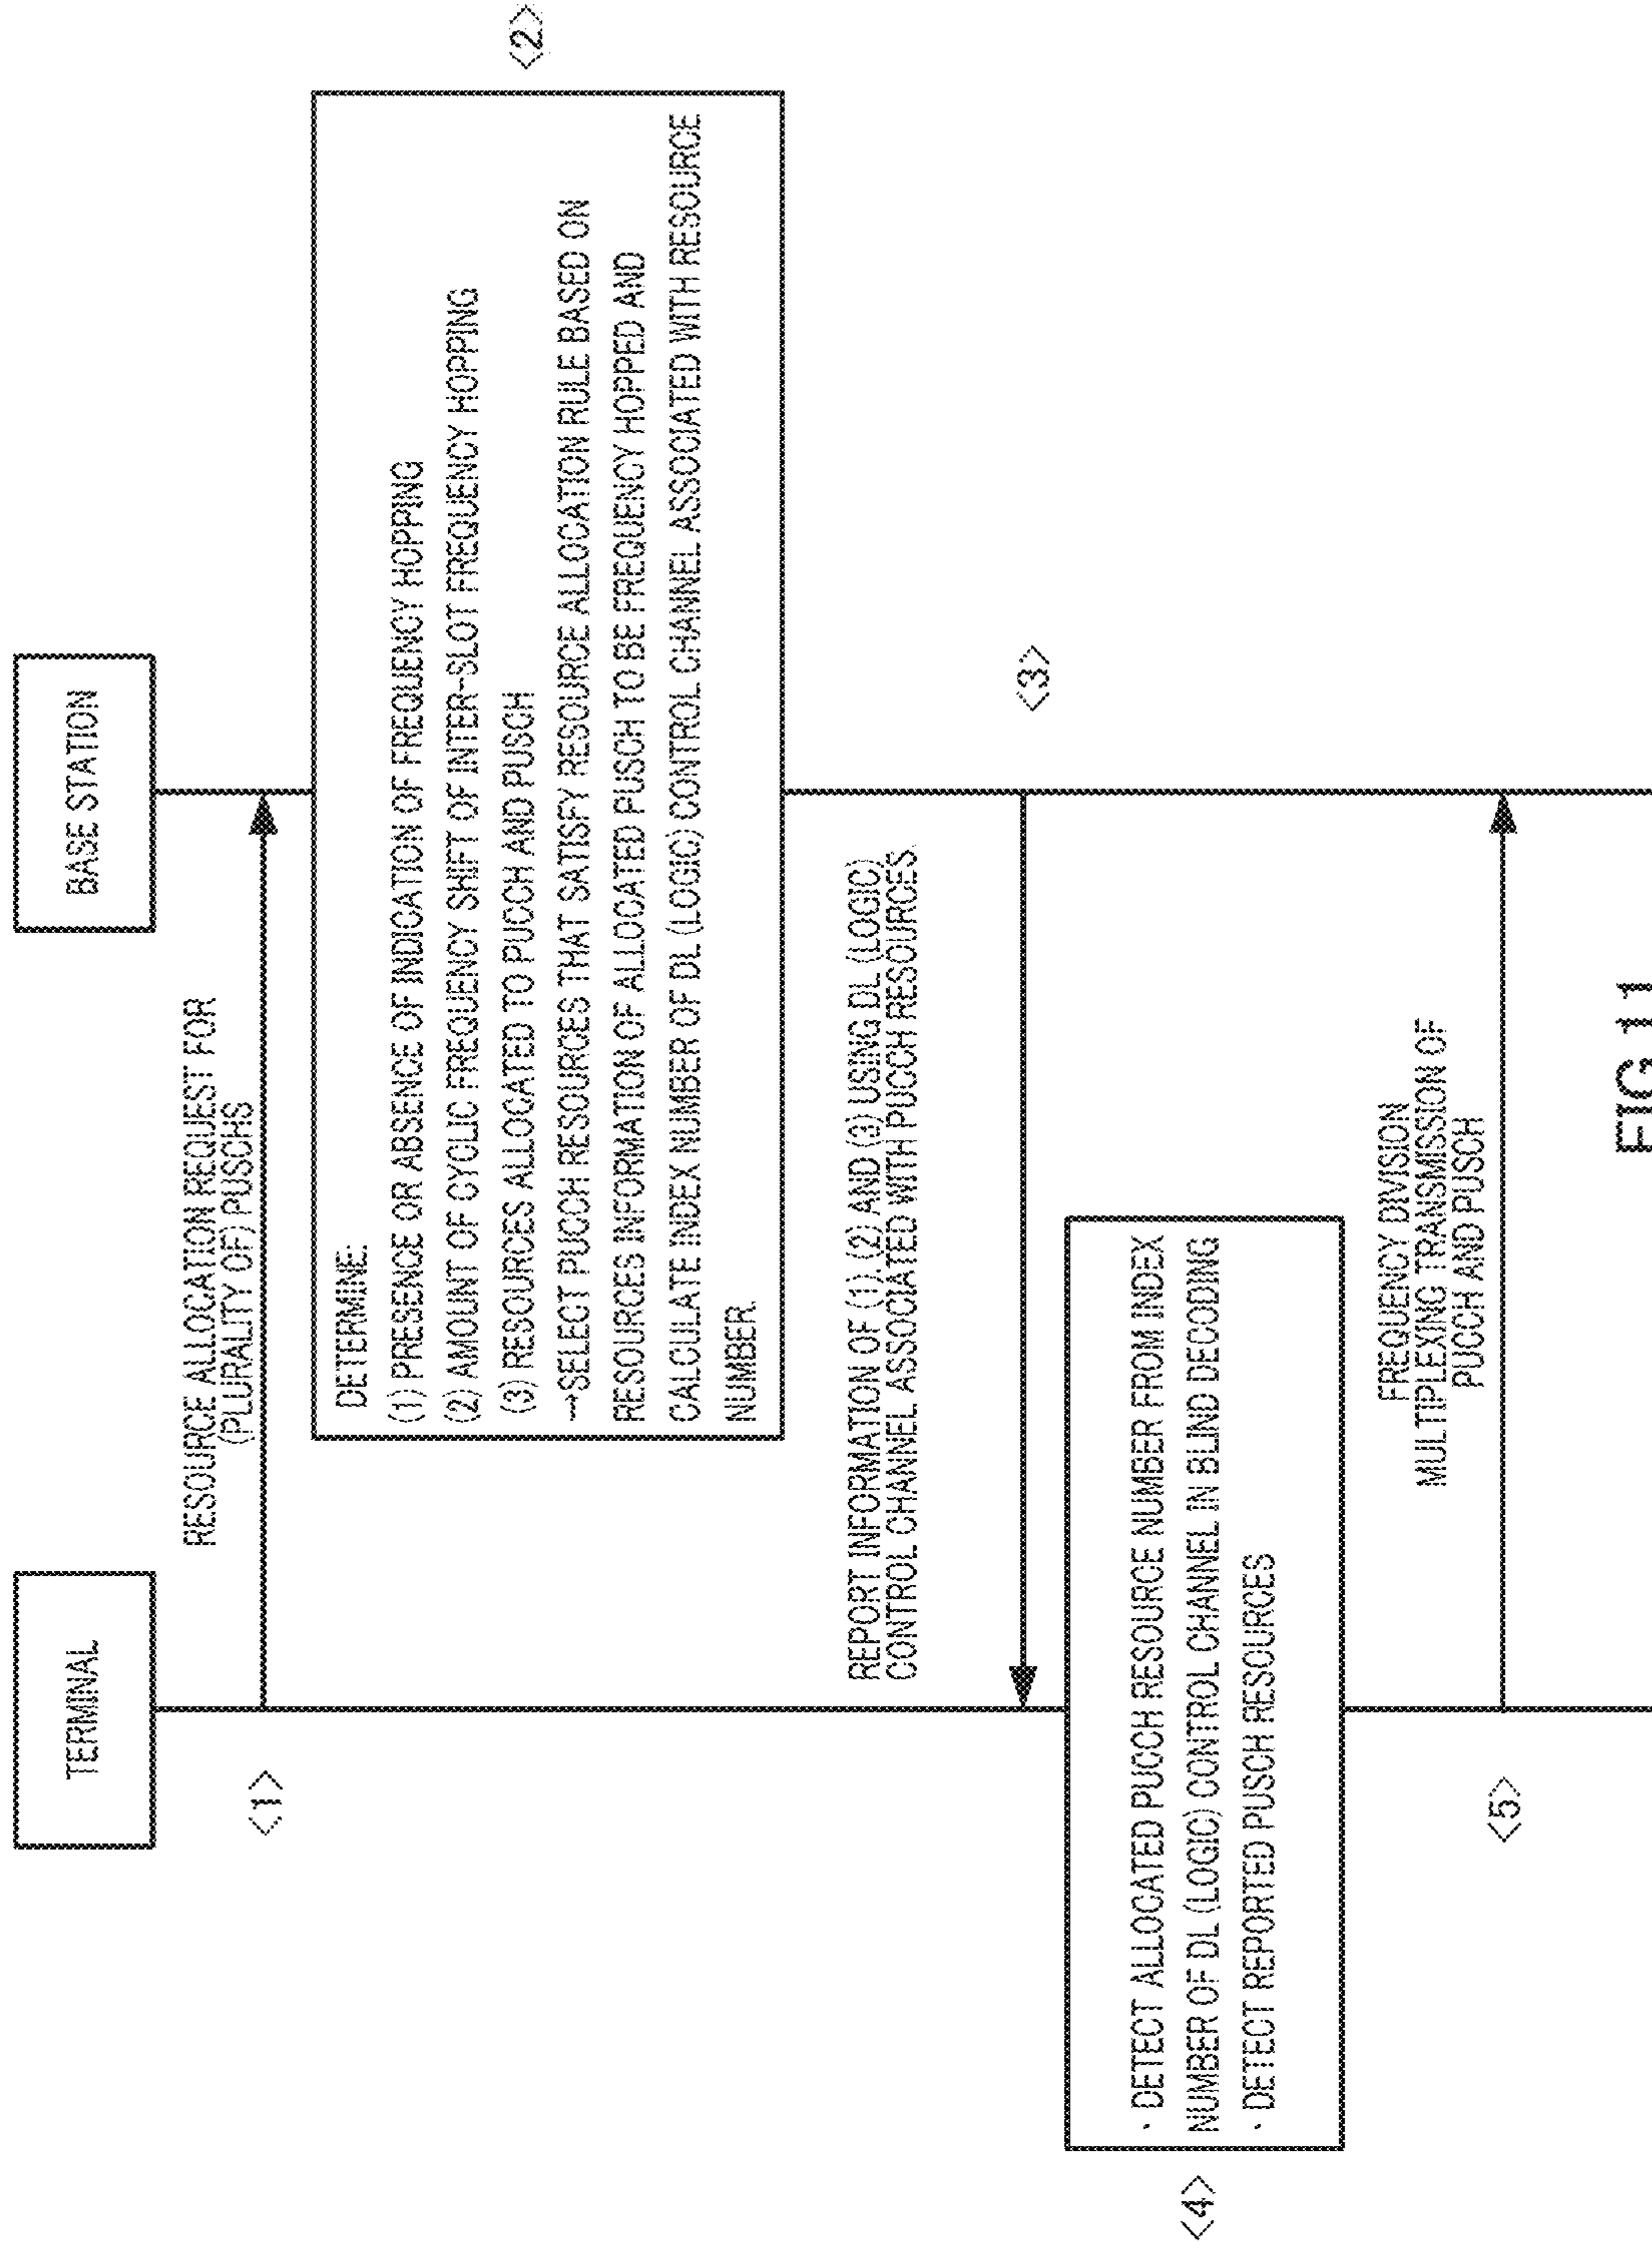 TERMINAL
BASE STATION
<1>
RESOURCE ALLOCATION REQUEST FOR
(PLURALITY OF) PUSCHS
DETERMINE:
(1) PRESENCE OR ABSENCE OF INDICATION OF FREQUENCY HOPPING
(2) AMOUNT OF CYCLIC FREQUENCY SHIFT OF INTER-SLOT FREQUENCY HOPPING
(3) RESOURCES ALLOCATED TO PUCCH AND PUSCH
→SELECT PUCCH RESOURCES THAT SATISFY RESOURCE ALLOCATION RULE BASED ON
RESOURCES INFORMATION OF ALLOCATED PUSCH TO BE FREQUENCY HOPPED AND
CALCULATE INDEX NUMBER OF DL (LOGIC) CONTROL CHANNEL ASSOCIATED WITH RESOURCE
NUMBER.
<2>
REPORT INFORMATION OF (1), (2) AND (3) USING DL (LOGIC)
CONTROL CHANNEL ASSOCIATED WITH PUCCH RESOURCES.
<3>
<4>
· DETECT ALLOCATED PUCCH RESOURCE NUMBER FROM INDEX
NUMBER OF DL (LOGIC) CONTROL CHANNEL IN BLIND DECODING
· DETECT REPORTED PUSCH RESOURCES
FREQUENCY DIVISION
MULTIPLEXING TRANSMISSION OF
PUCCH AND PUSCH
<5>
FIG.11